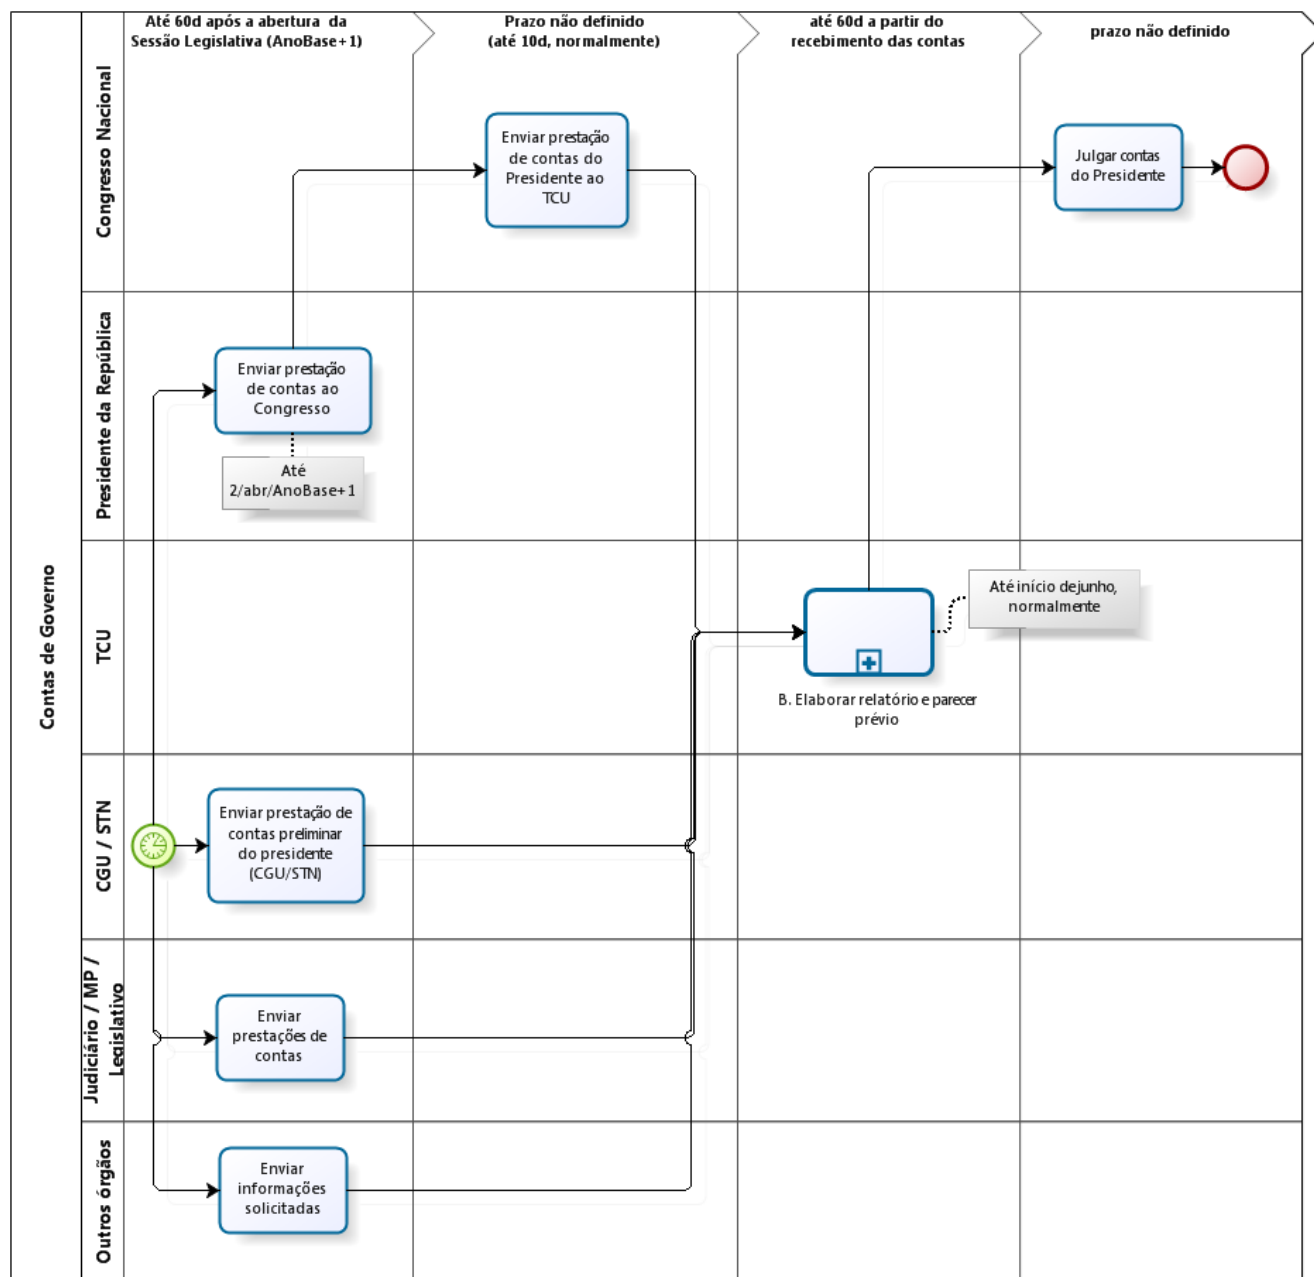 Até 60d após a abertura da
Sessão Legislativa (AnoBase+1)
Prazo não definido
(até 10d, normalmente)
até 60d a partir do
recebimento das contas
prazo não definido
Contas de Governo
Congresso Nacional
Enviar prestação
de contas do
Presidente ao
TCU
Julgar contas
do Presidente
Presidente da República
Enviar prestação
de contas ao
Congresso
Até
2/abr/AnoBase+1
TCU
Até início dejunho,
normalmente
B. Elaborar relatório e parecer
prévio
CGU / STN
Enviar prestação de
contas preliminar
do presidente
(CGU/STN)
Judiciário / MP /
Legislativo
Enviar
prestações de
contas
Outros órgãos
Enviar
informações
solicitadas